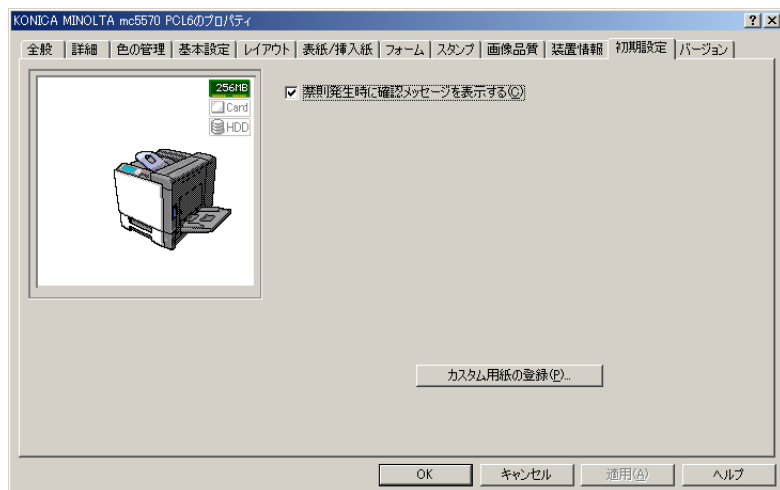 KONICA MINOLTA mc5570 PCL6のプロパティ
全般 詳細 色の管理 基本設定 レイアウト 表紙/挿入紙 フォーム スタンプ 画像品質 装置情報 初期設定 バージョン
256MB
Card
HDD
禁則発生時に確認メッセージを表示する(C)
カスタム用紙の登録(P)...
OK キャンセル 適用(A) ヘルプ